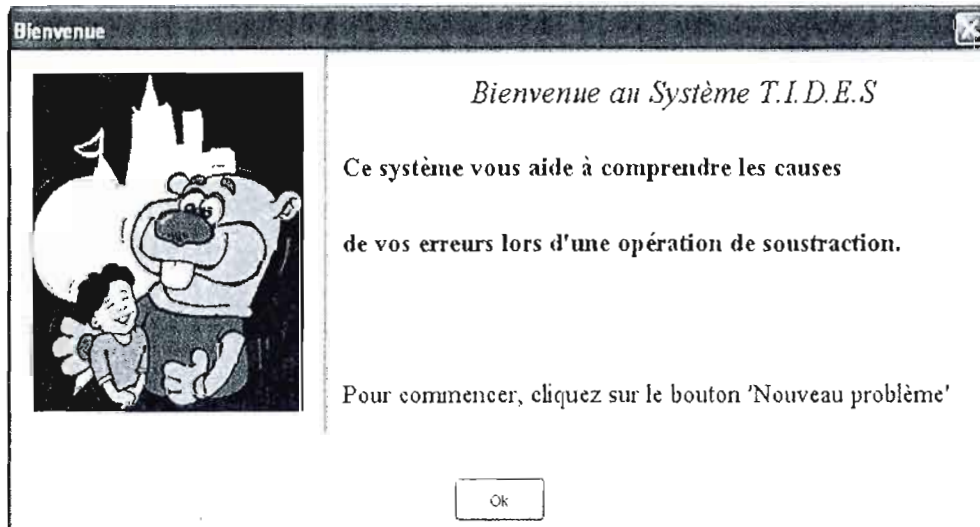 Bienvenue
Bienvenue au Système T.I.D.E.S
Ce système vous aide à comprendre les causes
de vos erreurs lors d'une opération de soustraction.
Pour commencer, cliquez sur le bouton 'Nouveau problème'
Ok